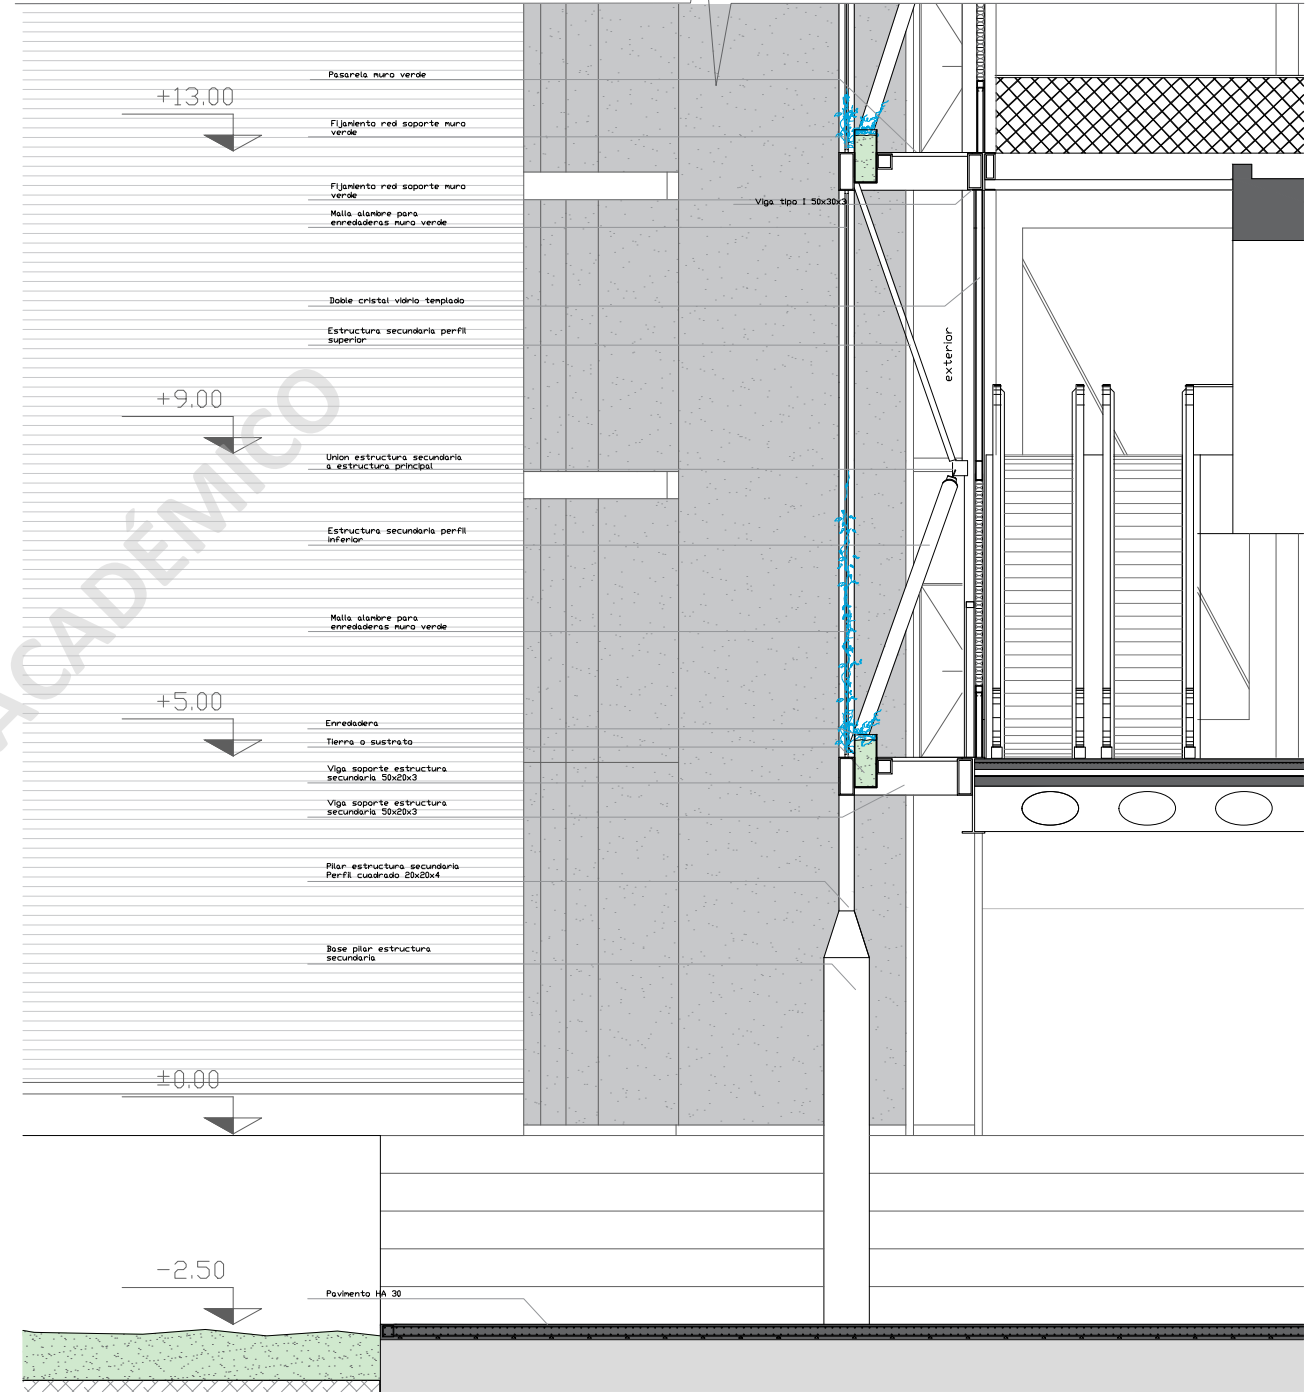 Pasarela muro verde
+13.00
Fijamiento red soporte muro
verde
Fijamiento red soporte muro
verde
Viga tipo I 50x30x3
Malla alambre para
enredaderas muro verde
Doble cristal vidrio templado
Estructura secundaria perfil
superior
exterior
+9.00
Union estructura secundaria
a estructura principal
Estructura secundaria perfil
inferior
ACADÉMICO
Malla alambre para
enredaderas muro verde
+5.00
Enredadera
Tierra o sustrato
Viga soporte estructura
secundaria 50x20x3
Viga soporte estructura
secundaria 50x20x3
Pilar estructura secundaria
Perfil cuadrado 20x20x4
Base pilar estructura
secundaria
±0.00
-2.50
Pavimento HA 30